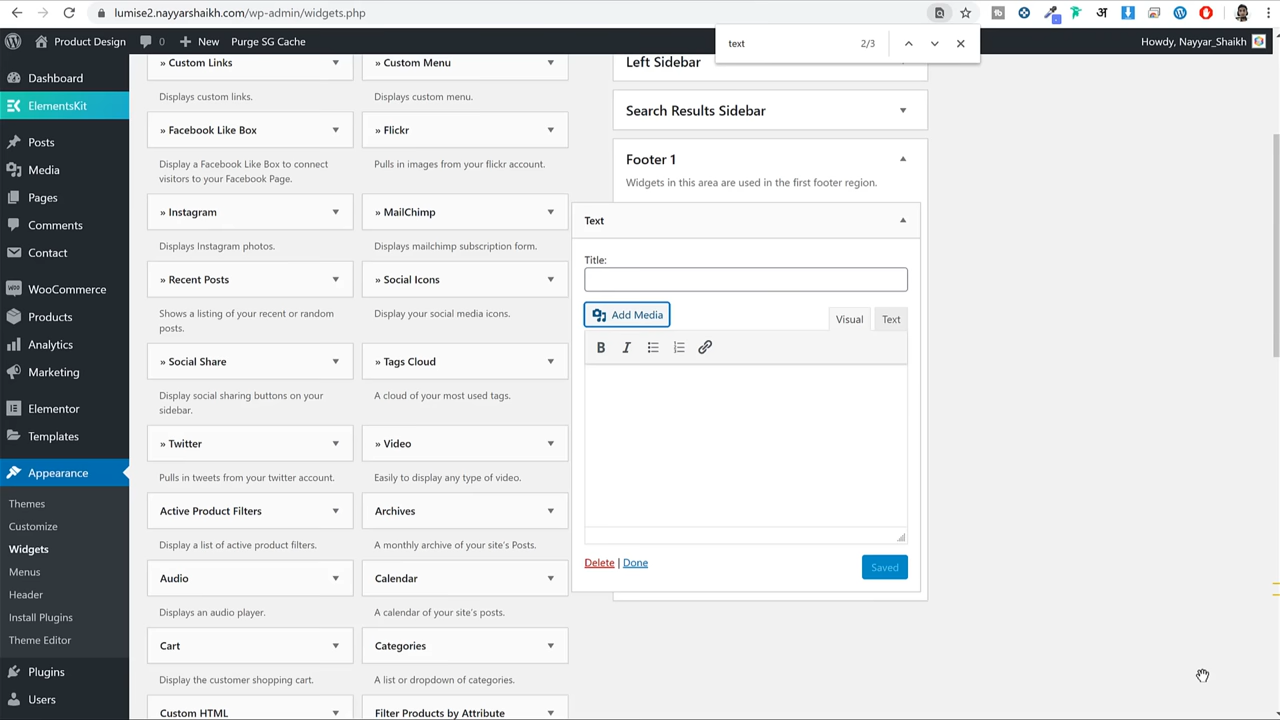 lumise2.nayyarshaikh.com/wp-admin/widgets.php
text
2/3
Product Design
0
New
Purge SG Cache
Howdy, Nayyar_Shaikh
Dashboard
ElementsKit
Posts
Media
Pages
Comments
Contact
WooCommerce
Products
Analytics
Marketing
Elementor
Templates
Appearance
Themes
Customize
Widgets
Menus
Header
Install Plugins
Theme Editor
Plugins
Users
» Custom Links
Displays custom links.
» Custom Menu
Displays custom menu.
» Facebook Like Box
Display a Facebook Like Box to connect
visitors to your Facebook Page.
» Flickr
Pulls in images from your flickr account.
» Instagram
Displays Instagram photos.
» MailChimp
Displays mailchimp subscription form.
» Recent Posts
Shows a listing of your recent or random
posts.
» Social Icons
Display your social media icons.
» Social Share
Display social sharing buttons on your
sidebar.
» Tags Cloud
A cloud of your most used tags.
» Twitter
Pulls in tweets from your twitter account.
» Video
Easily to display any type of video.
Active Product Filters
Display a list of active product filters.
Archives
A monthly archive of your site's Posts.
Audio
Displays an audio player.
Calendar
A calendar of your site's posts.
Cart
Display the customer shopping cart.
Categories
A list or dropdown of categories.
Custom HTML
Filter Products by Attribute
Left Sidebar
Search Results Sidebar
Footer 1
Widgets in this area are used in the first footer region.
Text
Title:
Add Media
Visual
Text
B I
Delete | Done
Saved